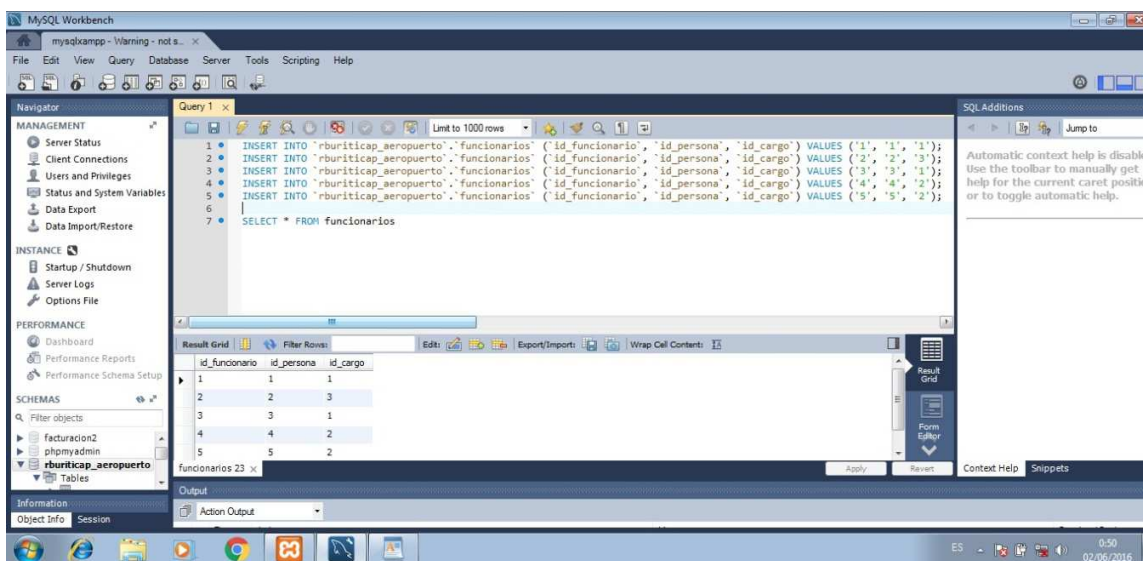 MySQL Workbench
mysqlxampp - Warning - not s...
File Edit View Query Database Server Tools Scripting Help
Navigator
MANAGEMENT
Server Status
Client Connections
Users and Privileges
Status and System Variables
Data Export
Data Import/Restore
INSTANCE
Startup / Shutdown
Server Logs
Options File
PERFORMANCE
Dashboard
Performance Reports
Performance Schema Setup
SCHEMAS
Filter objects
facturacion2
phpmyadmin
rburiticap_aeropuerto
Tables
Information
Object Info Session
Query 1
Limit to 1000 rows
1 INSERT INTO `rburiticap_aeropuerto`.`funcionarios` (`id_funcionario`, `id_persona`, `id_cargo`) VALUES ('1', '1', '1');
2 INSERT INTO `rburiticap_aeropuerto`.`funcionarios` (`id_funcionario`, `id_persona`, `id_cargo`) VALUES ('2', '2', '3');
3 INSERT INTO `rburiticap_aeropuerto`.`funcionarios` (`id_funcionario`, `id_persona`, `id_cargo`) VALUES ('3', '3', '1');
4 INSERT INTO `rburiticap_aeropuerto`.`funcionarios` (`id_funcionario`, `id_persona`, `id_cargo`) VALUES ('4', '4', '2');
5 INSERT INTO `rburiticap_aeropuerto`.`funcionarios` (`id_funcionario`, `id_persona`, `id_cargo`) VALUES ('5', '5', '2');
6
7 SELECT * FROM funcionarios
Result Grid Filter Rows: Edit: Export/Import: Wrap Cell Content:
id_funcionario id_persona id_cargo
1 1 1
2 2 3
3 3 1
4 4 2
5 5 2
Result Grid
Form Editor
funcionarios 23
Apply Revert
Output
Action Output
SQL Additions
Jump to
Automatic context help is disabl
Use the toolbar to manually get
help for the current caret positi
or to toggle automatic help.
Context Help Snippets
ES
0:50
02/06/2016